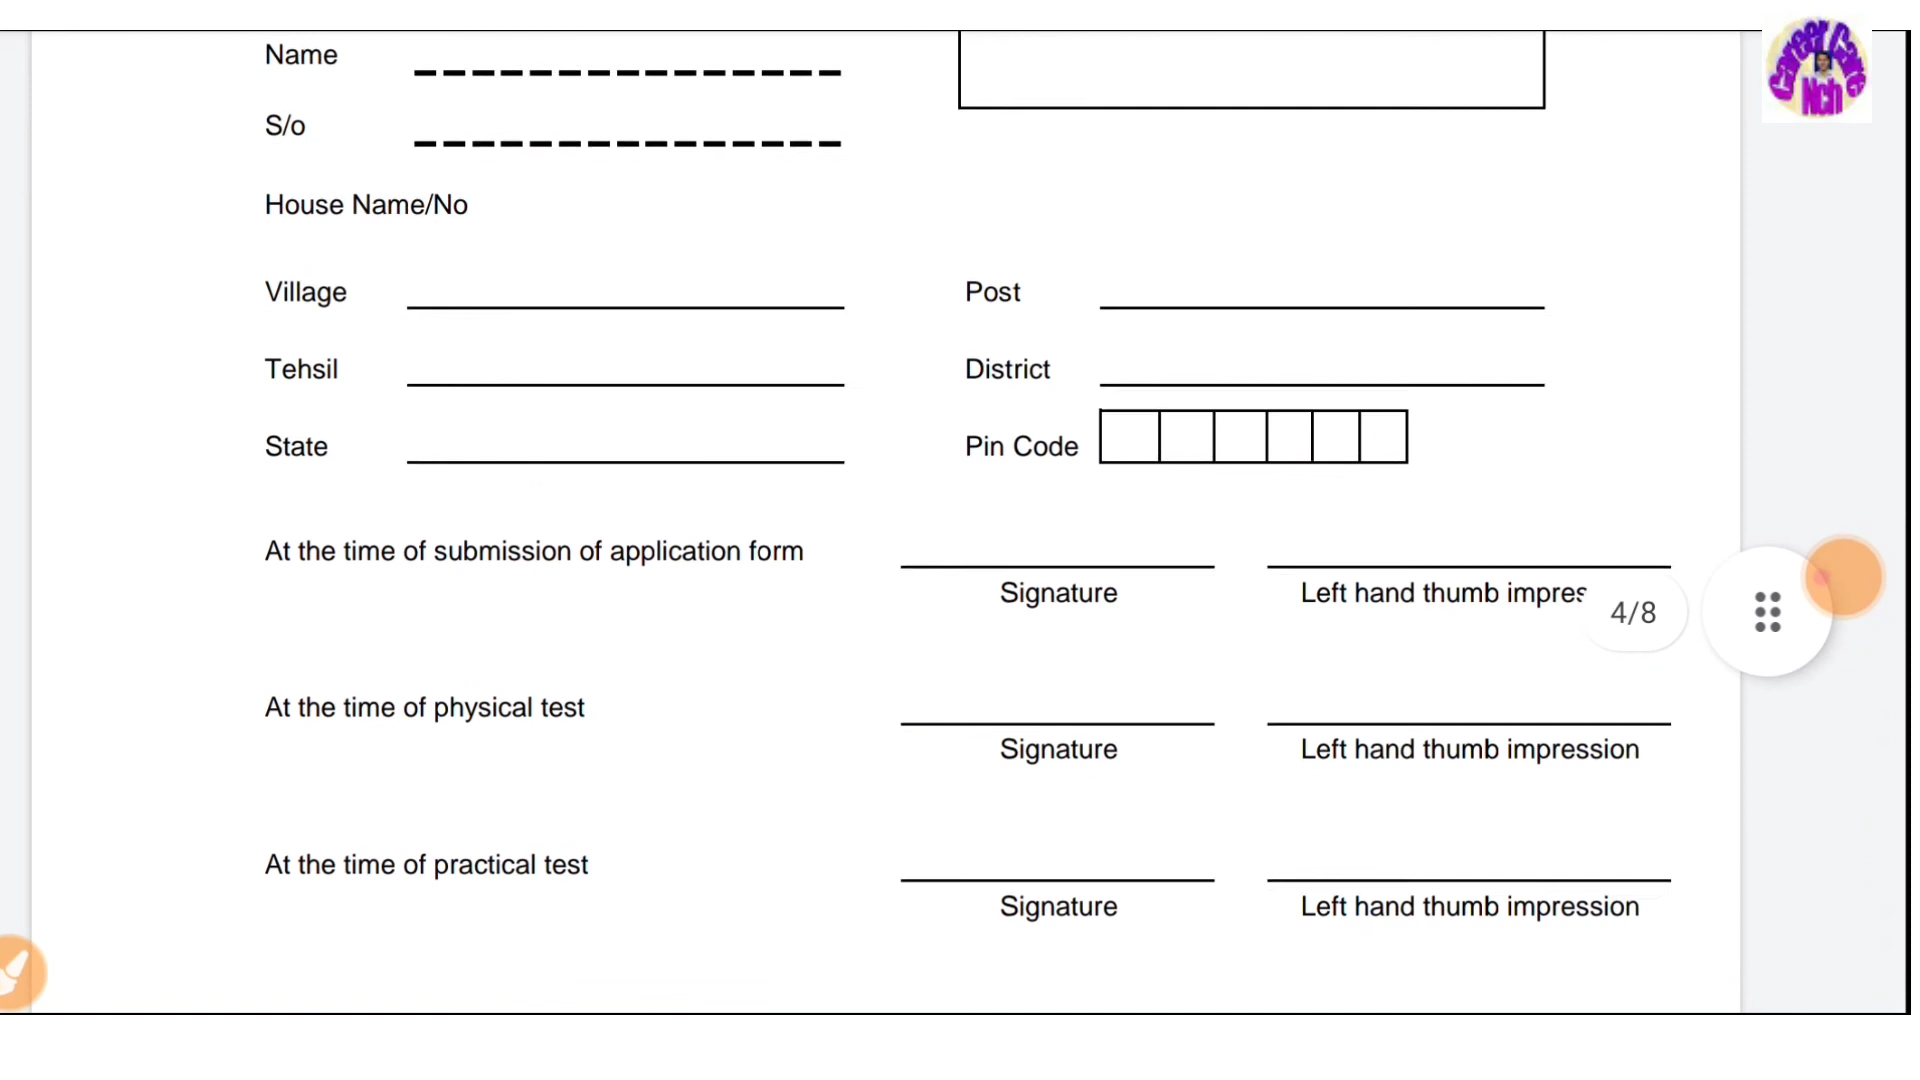 Name
S/o
House Name/No
Village
Post
Tehsil
District
State
Pin Code
At the time of submission of application form
Signature
Left hand thumb impres
4/8
At the time of physical test
Signature
Left hand thumb impression
At the time of practical test
Signature
Left hand thumb impression
Career
Nch